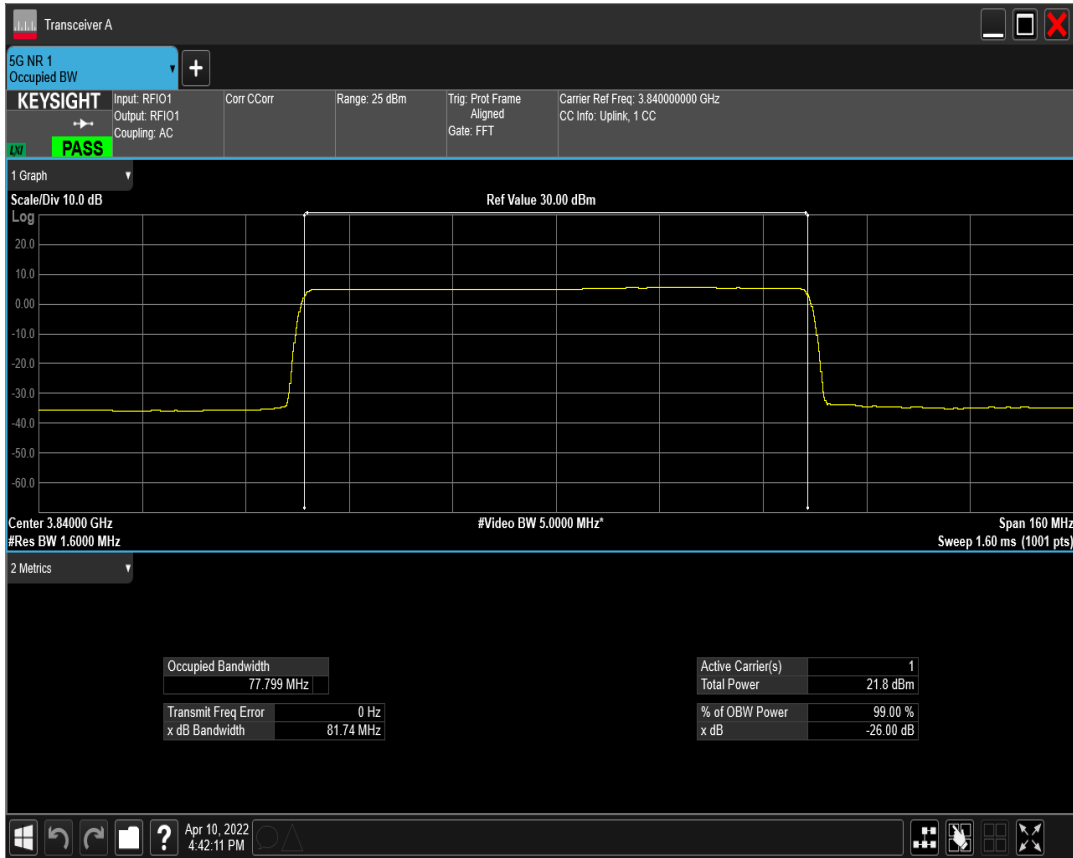 Transceiver A
5G NR 1
Occupied BW
+
KEYSIGHT
LXI
PASS
Input: RFIO1
Output: RFIO1
Coupling: AC
Corr CCorr
Range: 25 dBm
Trig: Prot Frame
Aligned
Gate: FFT
Carrier Ref Freq: 3.840000000 GHz
CC Info: Uplink, 1 CC
1 Graph
Scale/Div 10.0 dB
Ref Value 30.00 dBm
Log
20.0
10.0
0.00
-10.0
-20.0
-30.0
-40.0
-50.0
-60.0
Center 3.84000 GHz
#Video BW 5.0000 MHz*
Span 160 MHz
#Res BW 1.6000 MHz
Sweep 1.60 ms (1001 pts)
2 Metrics
Occupied Bandwidth
77.799 MHz
Transmit Freq Error 0 Hz
x dB Bandwidth 81.74 MHz
Active Carrier(s) 1
Total Power 21.8 dBm
% of OBW Power 99.00 %
x dB -26.00 dB
?
Apr 10, 2022
4:42:11 PM